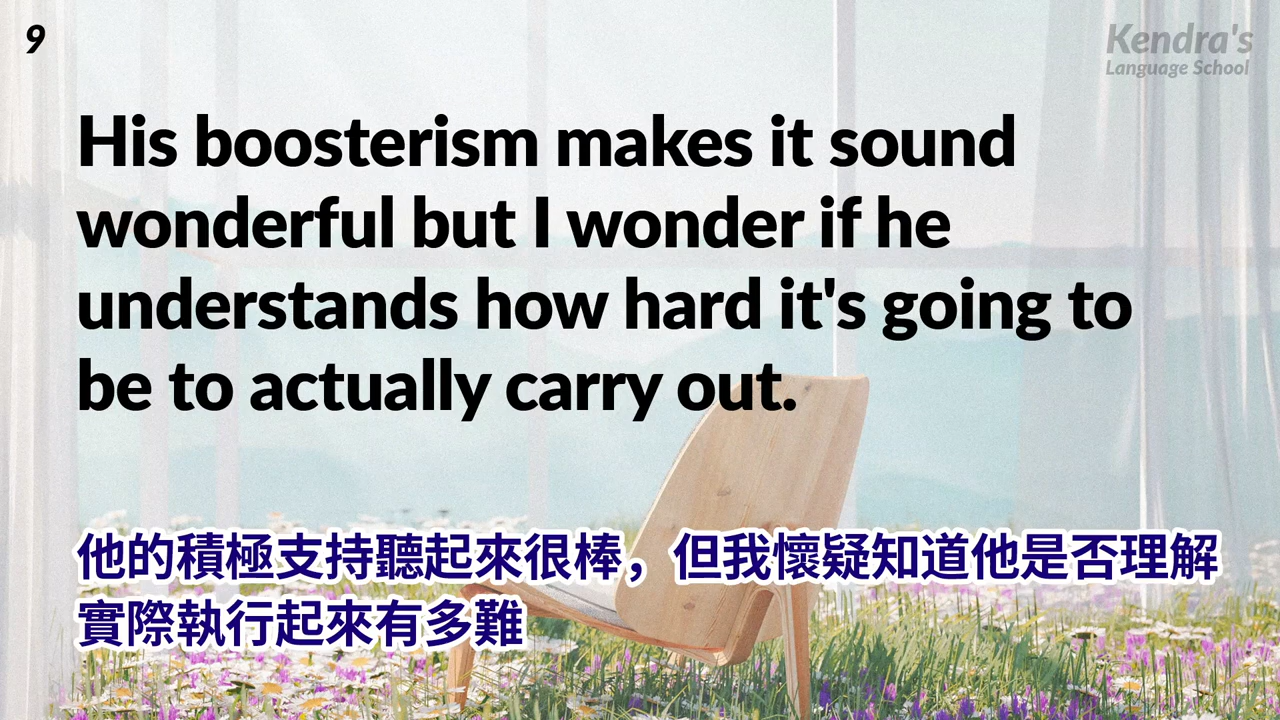 9
Kendra's
Language School
His boosterism makes it sound
wonderful but I wonder if he
understands how hard it's going to
be to actually carry out.
他的積極支持聽起來很棒，但我懷疑知道他是否理解
實際執行起來有多難